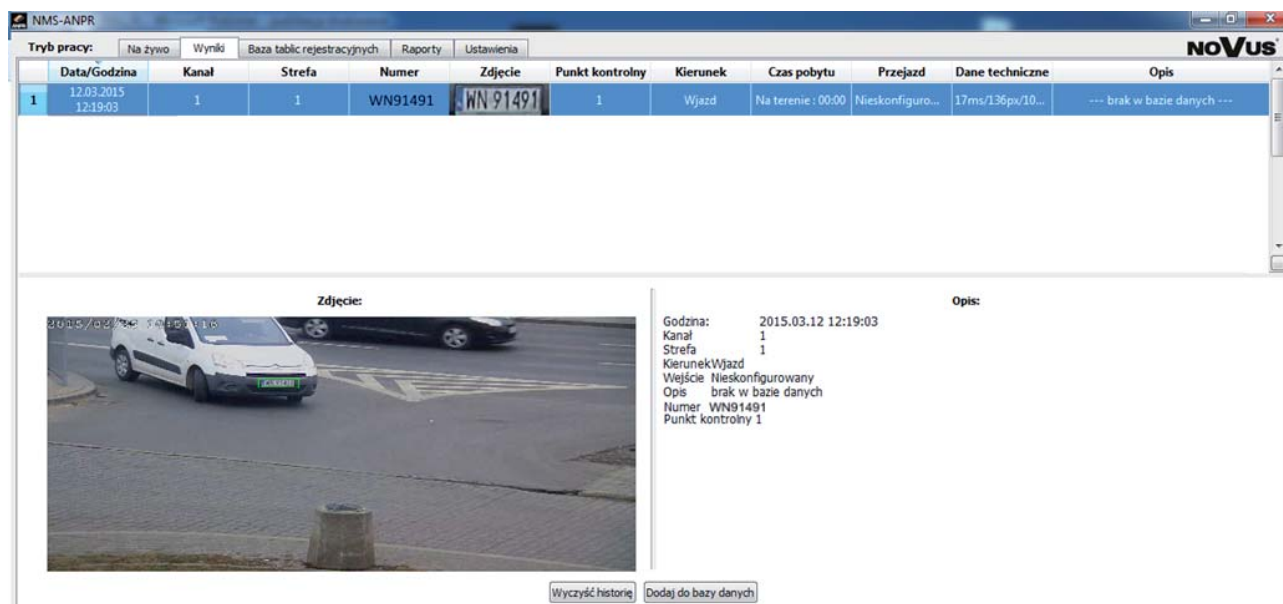 NMS-ANPR
Tryb pracy: Na żywo Wyniki Baza tablic rejestracyjnych Raporty Ustawienia NOVUS
Data/Godzina Kanał Strefa Numer Zdjęcie Punkt kontrolny Kierunek Czas pobytu Przejazd Dane techniczne Opis
1 12.03.2015 12:19:03 1 1 WN91491 WN 91491 1 Wjazd Na terenie : 00:00 Nieskonfiguro... 17ms/136px/10... --- brak w bazie danych ---
Zdjęcie: Opis:
Godzina: 2015.03.12 12:19:03
Kanał 1
Strefa 1
KierunekWjazd
Wejście Nieskonfigurowany
Opis brak w bazie danych
Numer WN91491
Punkt kontrolny 1
Wyczyść historię Dodaj do bazy danych